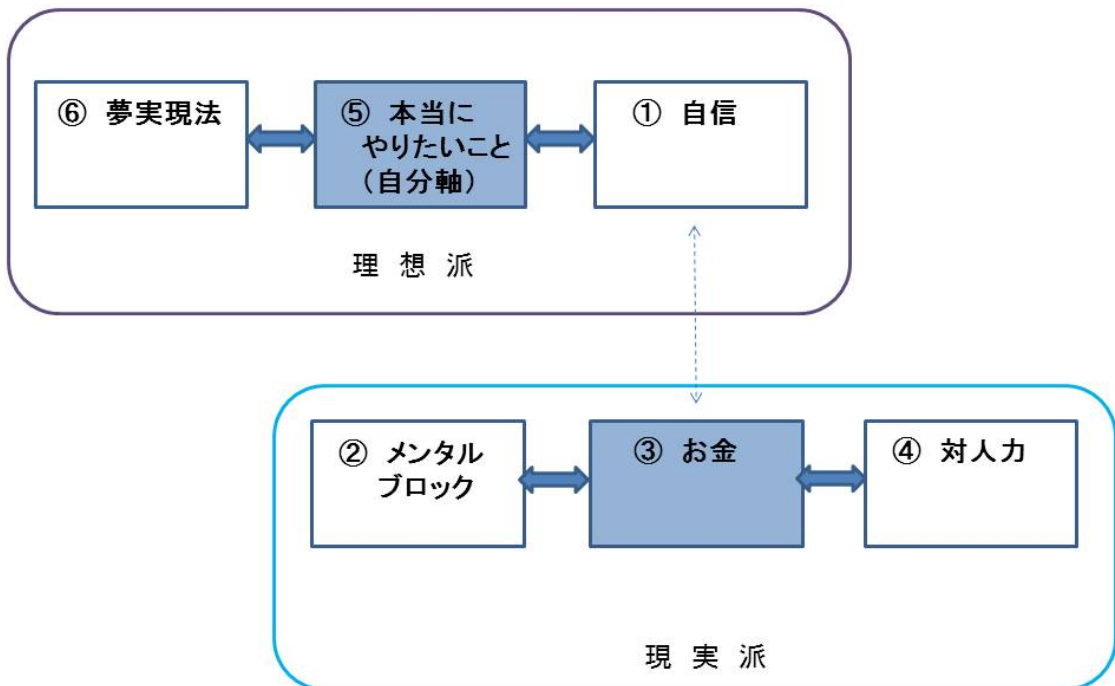 ⑥ 夢実現法
⑤ 本当に
やりたいこと
(自分軸)
① 自信
理 想 派
② メンタル
ブロック
③ お金
④ 対人力
現 実 派